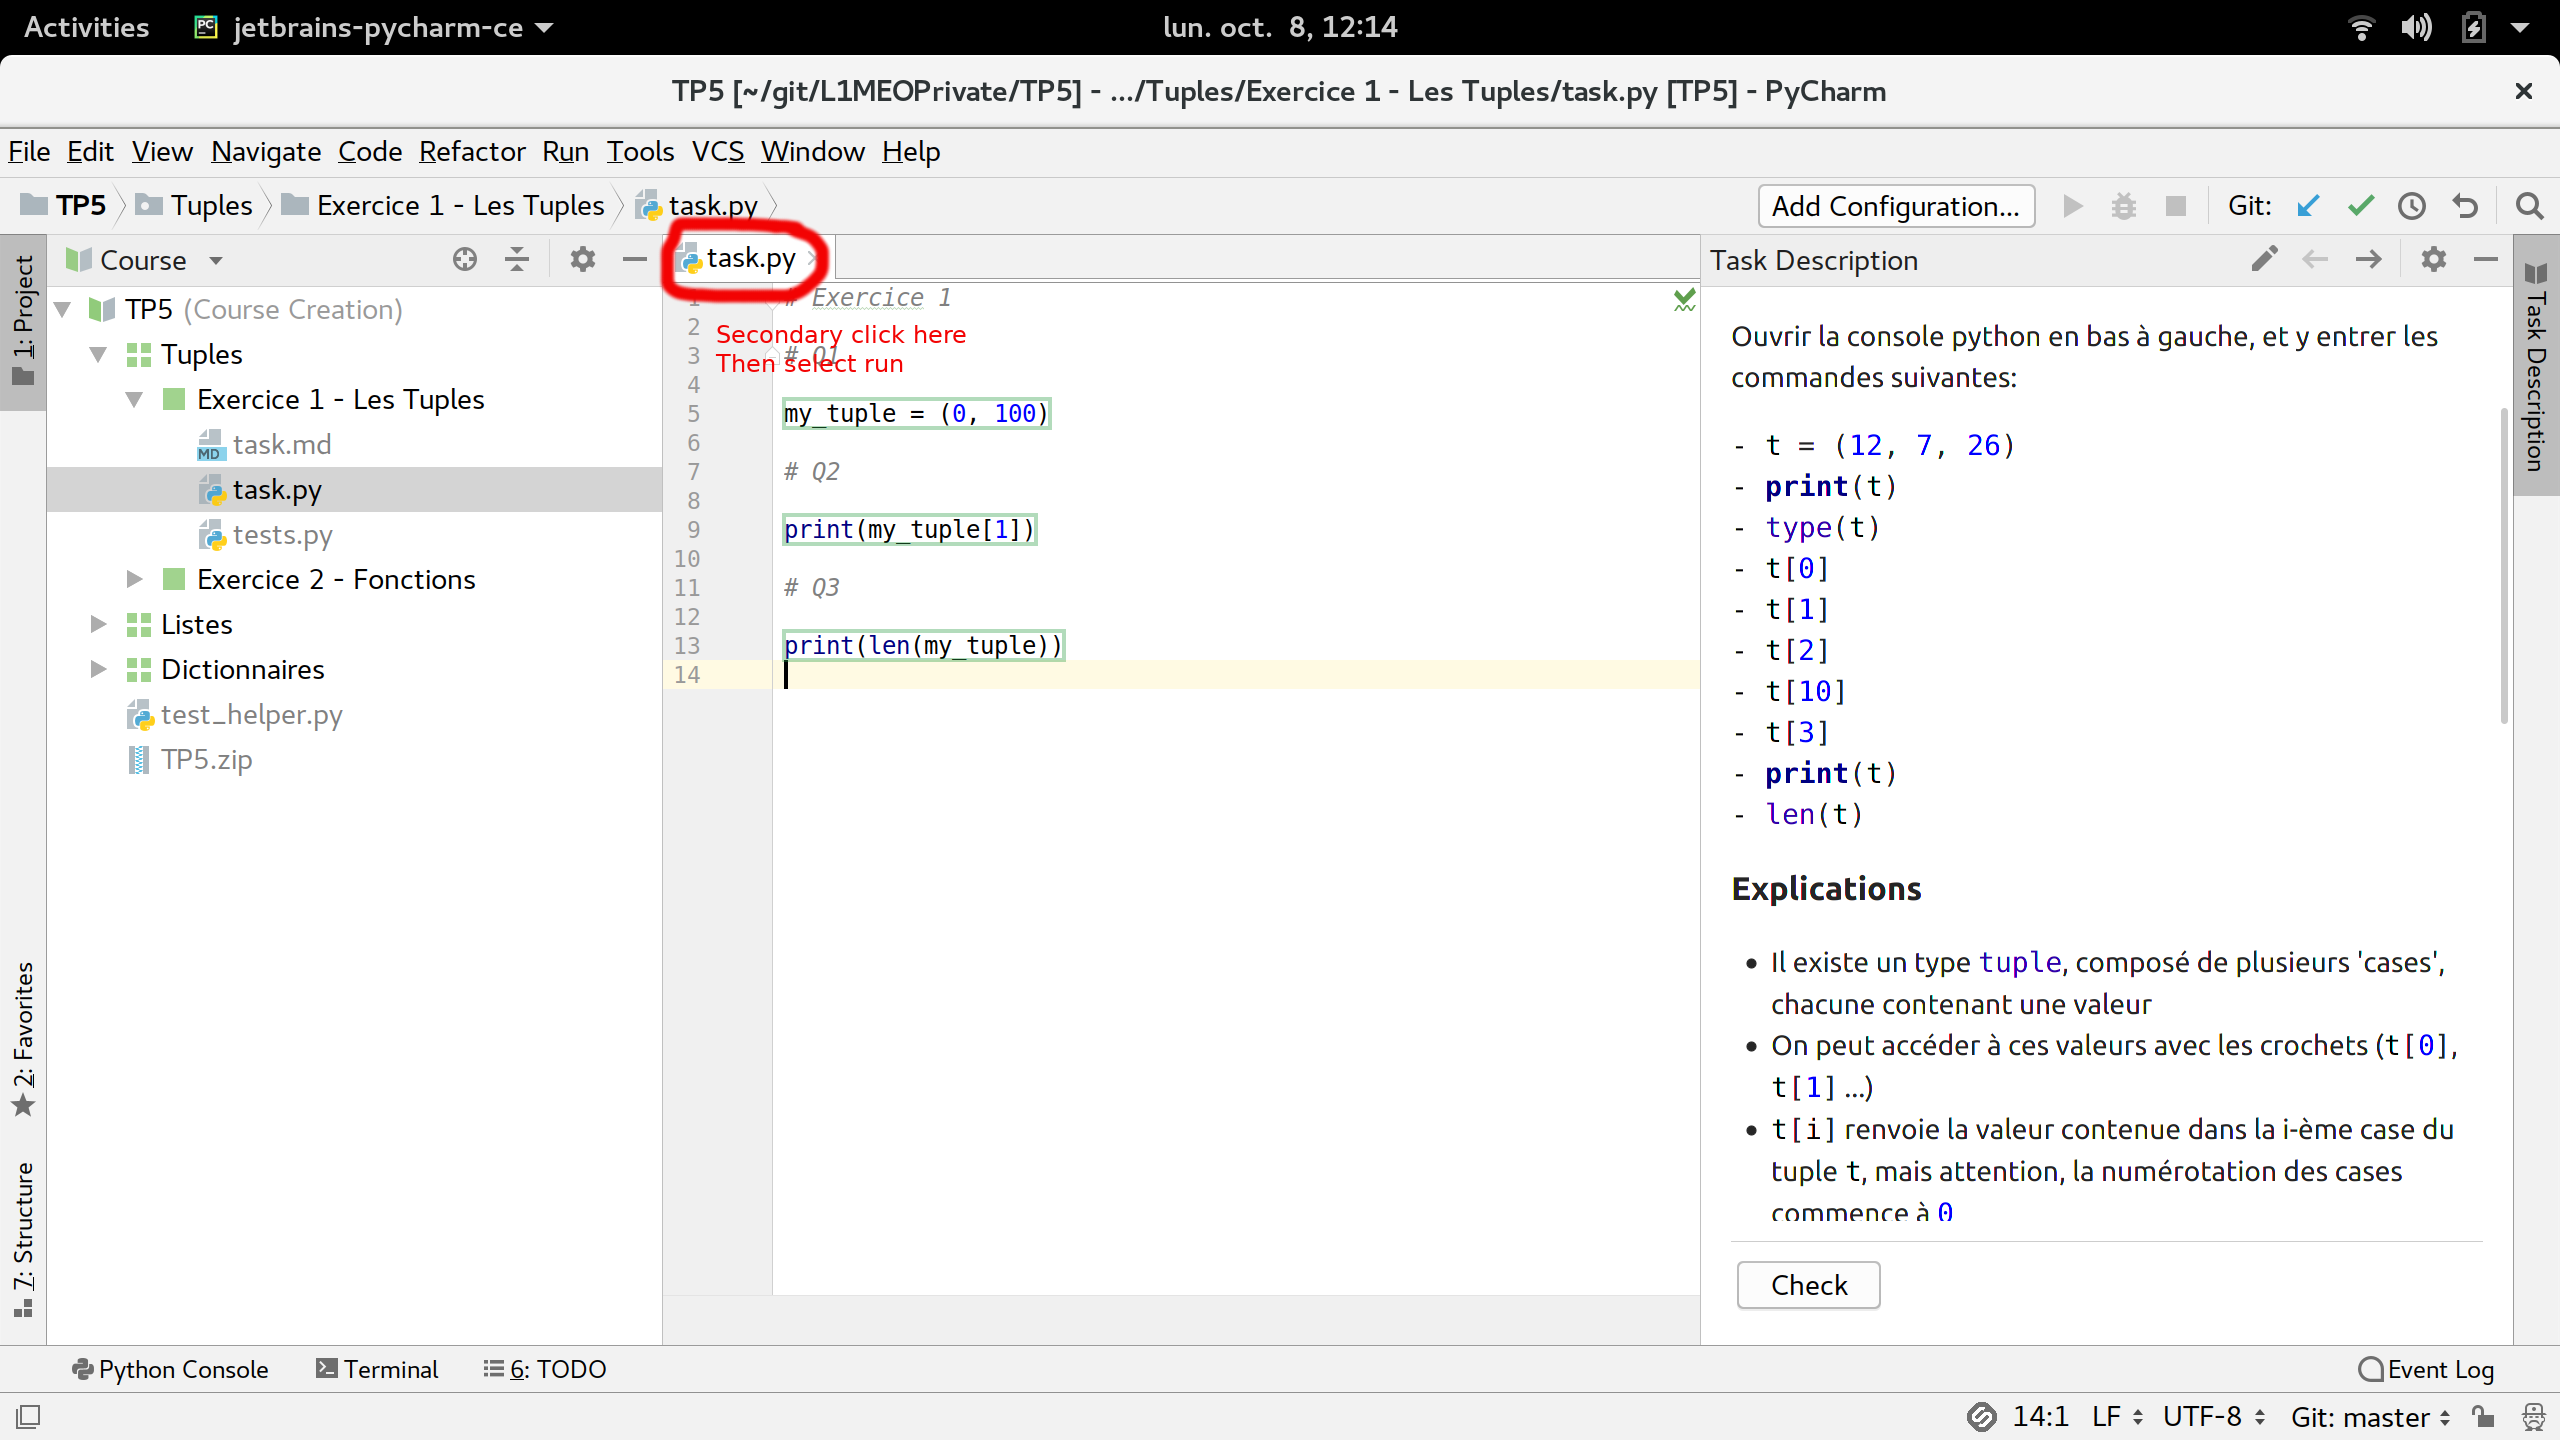 Activities jetbrains-pycharm-ce lun. oct. 8, 12:14
TP5 [~/git/L1MEOPrivate/TP5] - .../Tuples/Exercice 1 - Les Tuples/task.py [TP5] - PyCharm
File Edit View Navigate Code Refactor Run Tools VCS Window Help
TP5 Tuples Exercice 1 - Les Tuples task.py Add Configuration... Git:
1: Project
2: Favorites
7: Structure
Course
TP5 (Course Creation)
Tuples
Exercice 1 - Les Tuples
MD task.md
task.py
tests.py
Exercice 2 - Fonctions
Listes
Dictionnaires
test_helper.py
TP5.zip
task.py
1 # Exercice 1
2
Secondary click here
3 # Q1
Then select run
4
5 my_tuple = (0, 100)
6
7 # Q2
8
9 print(my_tuple[1])
10
11 # Q3
12
13 print(len(my_tuple))
14
Task Description
Ouvrir la console python en bas à gauche, et y entrer les
commandes suivantes:
- t = (12, 7, 26)
- print(t)
- type(t)
- t[0]
- t[1]
- t[2]
- t[10]
- t[3]
- print(t)
- len(t)
Explications
• Il existe un type tuple, composé de plusieurs 'cases',
chacune contenant une valeur
• On peut accéder à ces valeurs avec les crochets (t[0],
t[1] ...)
• t[i] renvoie la valeur contenue dans la i-ème case du
tuple t, mais attention, la numérotation des cases
commence à 0
Check
Task Description
Python Console Terminal 6: TODO Event Log
14:1 LF UTF-8 Git: master